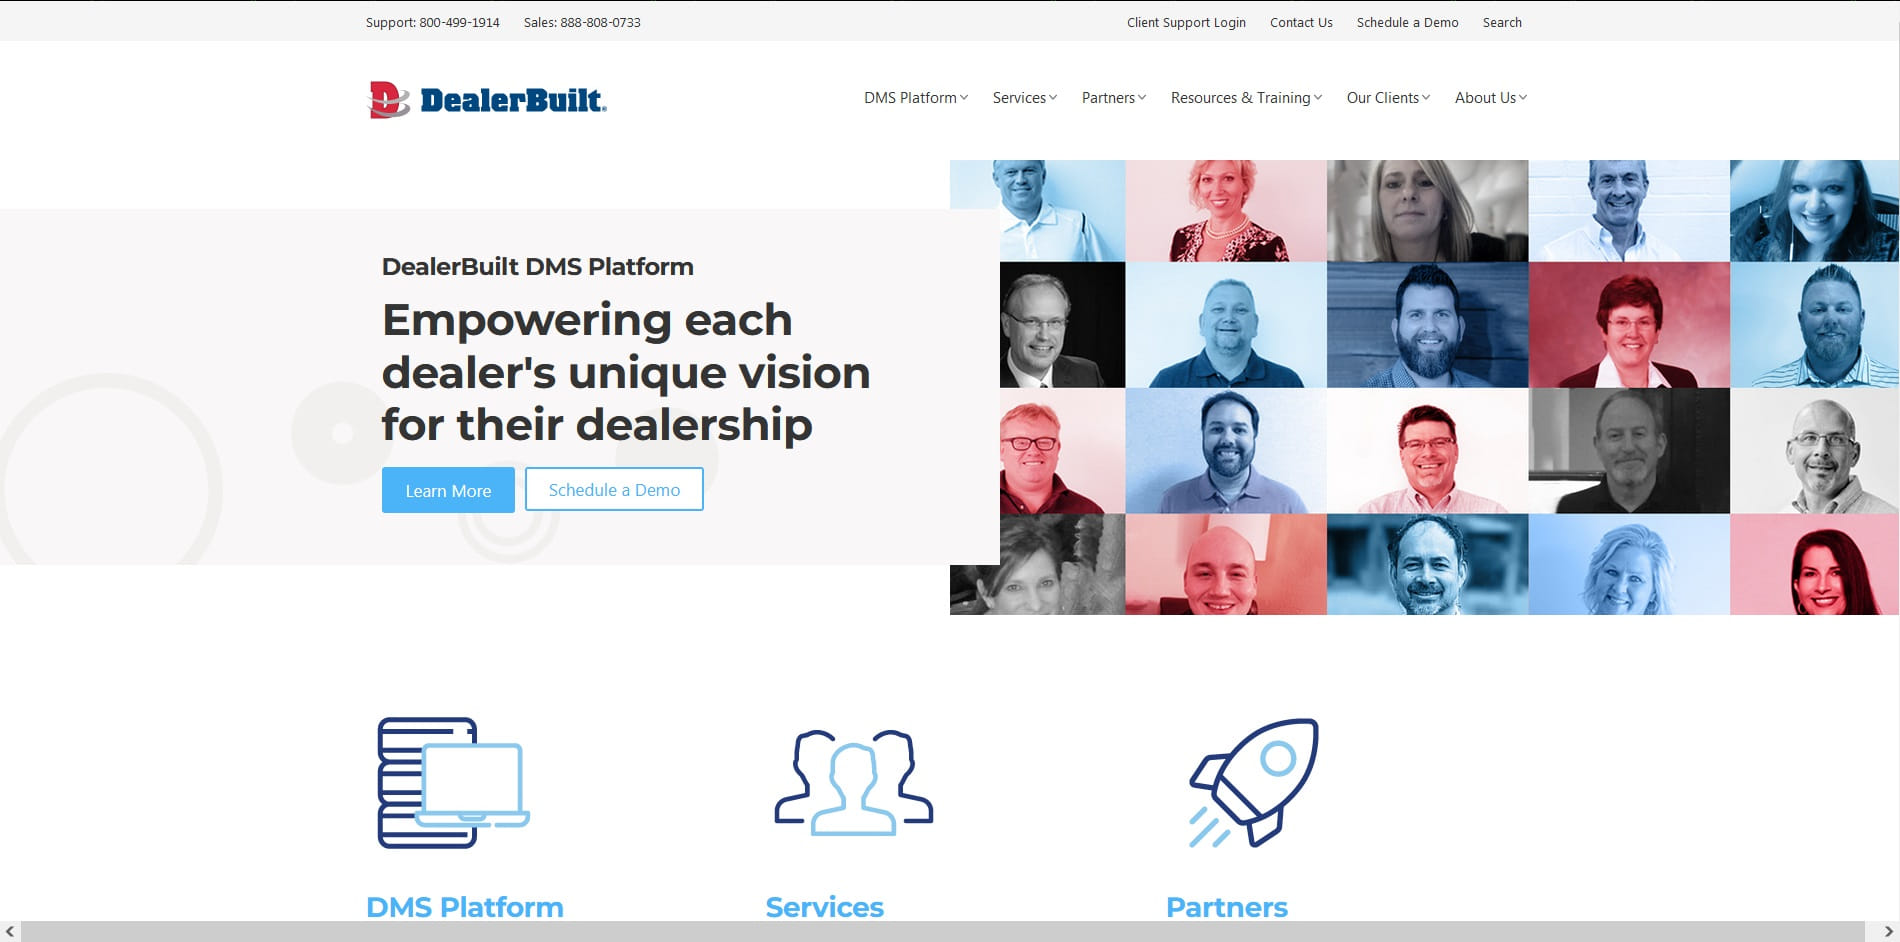 Support: 800-499-1914 Sales: 888-808-0733 Client Support Login Contact Us Schedule a Demo Search
DealerBuilt® DMS Platform Services Partners Resources & Training Our Clients About Us
DealerBuilt DMS Platform
Empowering each
dealer's unique vision
for their dealership
Learn More Schedule a Demo
DMS Platform Services Partners